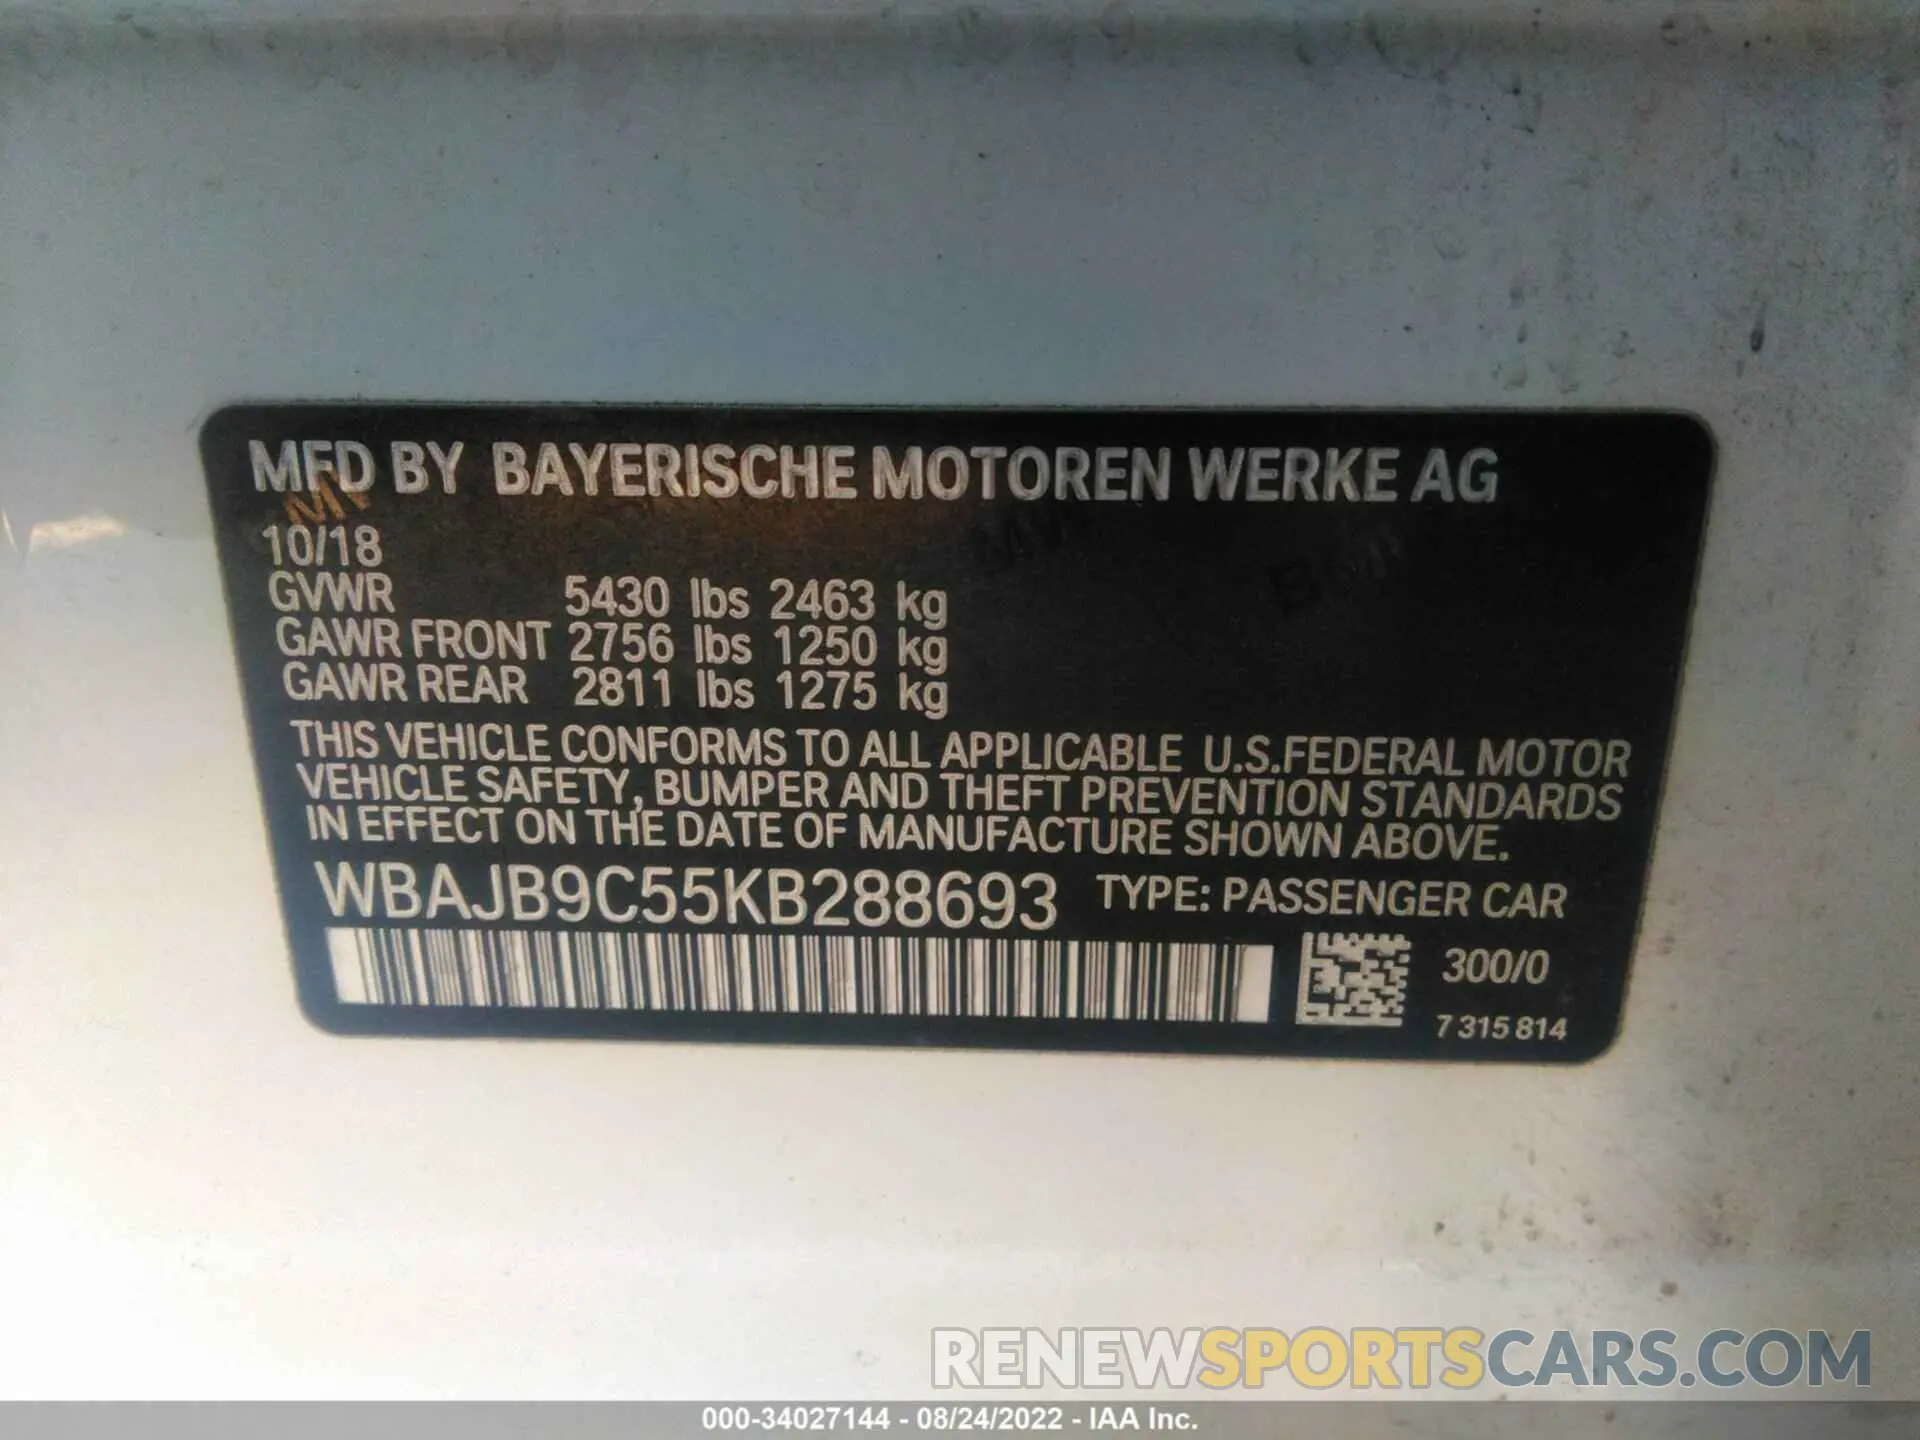 MFD BY BAYERISCHE MOTOREN WERKE AG
10/18
GVWR 5430 lbs 2463 kg
GAWR FRONT 2756 lbs 1250 kg
GAWR REAR 2811 lbs 1275 kg
THIS VEHICLE CONFORMS TO ALL APPLICABLE U.S.FEDERAL MOTOR
VEHICLE SAFETY, BUMPER AND THEFT PREVENTION STANDARDS
IN EFFECT ON THE DATE OF MANUFACTURE SHOWN ABOVE.
WBAJB9C55KB288693 TYPE: PASSENGER CAR
300/0
7 315 814
RENEWSPORTSCARS.COM
000-34027144 - 08/24/2022 - IAA Inc.